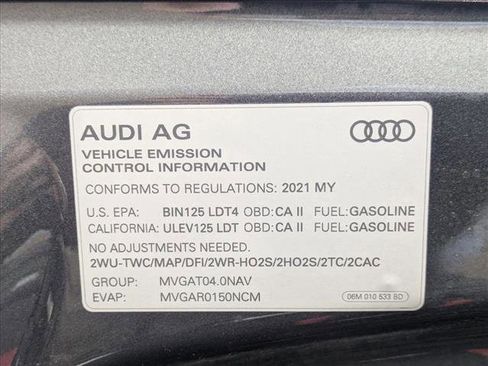 AUDI AG
VEHICLE EMISSION
CONTROL INFORMATION
CONFORMS TO REGULATIONS: 2021 MY
U.S. EPA: BIN125 LDT4 OBD: CA II FUEL: GASOLINE
CALIFORNIA: ULEV125 LDT OBD: CA II FUEL: GASOLINE
NO ADJUSTMENTS NEEDED.
2WU-TWC/MAP/DFI/2WR-HO2S/2HO2S/2TC/2CAC
GROUP: MVGAT04.0NAV
EVAP: MVGAR0150NCM
06M 010 533 BD